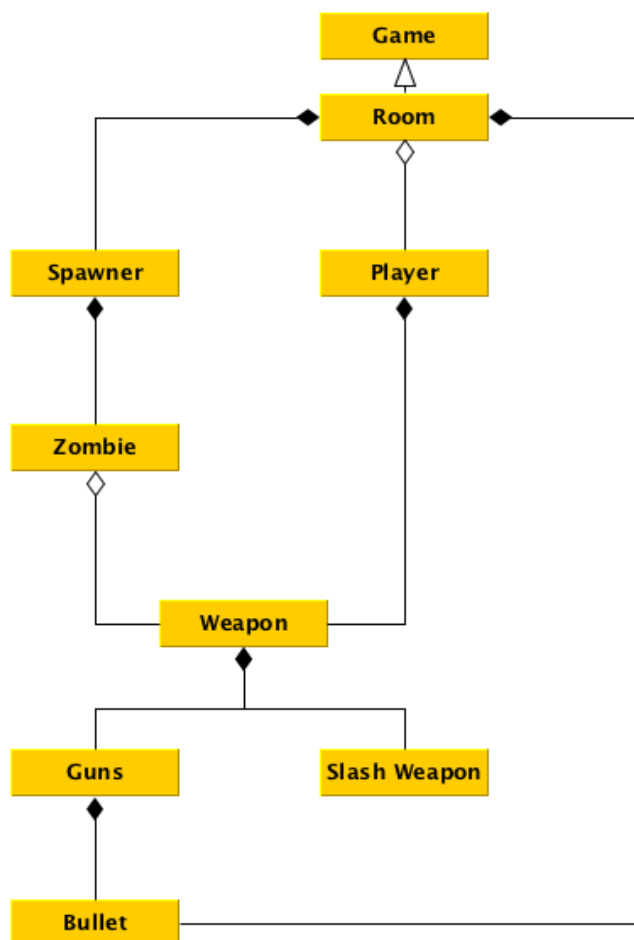 Game
Room
Spawner
Player
Zombie
Weapon
Guns
Slash Weapon
Bullet